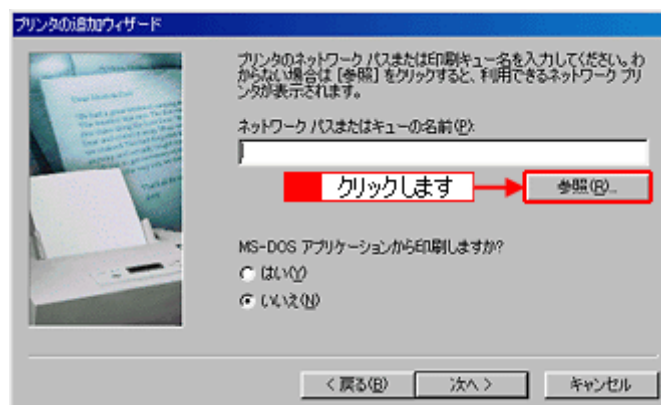 プリンタの追加ウィザード
プリンタのネットワーク パスまたは印刷キュー名を入力してください。わ
からない場合は [参照] をクリックすると、利用できるネットワーク プリ
ンタが表示されます。
ネットワーク パスまたはキューの名前(P):
クリックします
参照(R)...
MS-DOS アプリケーションから印刷しますか?
はい(Y)
いいえ(N)
< 戻る(B)
次へ >
キャンセル